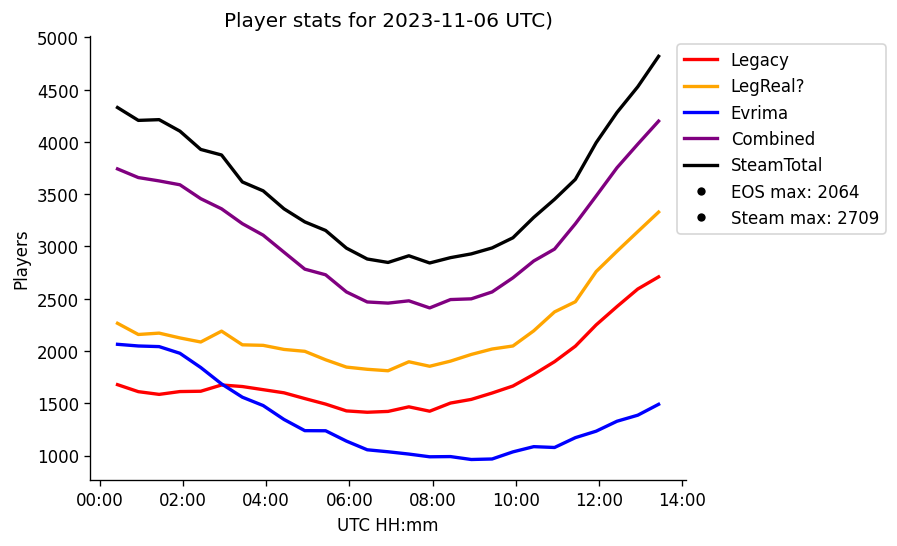 Player stats for 2023-11-06 UTC)
5000
4500
4000
3500
3000
2500
2000
1500
1000
Players
00:00 02:00 04:00 06:00 08:00 10:00 12:00 14:00
UTC HH:mm
Legacy
LegReal?
Evrima
Combined
SteamTotal
EOS max: 2064
Steam max: 2709